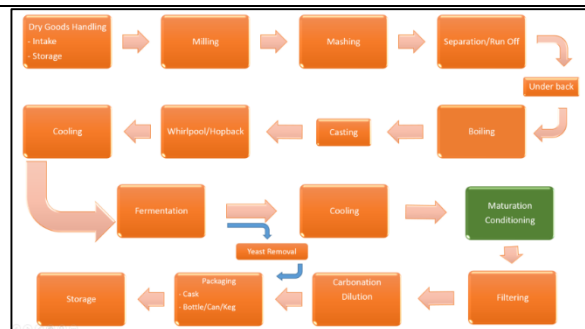 Dry Goods Handling
- Intake
- Storage
Milling
Mashing
Separation/Run Off
Under back
Boiling
Casting
Whirlpool/Hopback
Cooling
Fermentation
Cooling
Maturation
Conditioning
Yeast Removal
Filtering
Carbonation
Dilution
Packaging
- Cask
- Bottle/Can/Keg
Storage